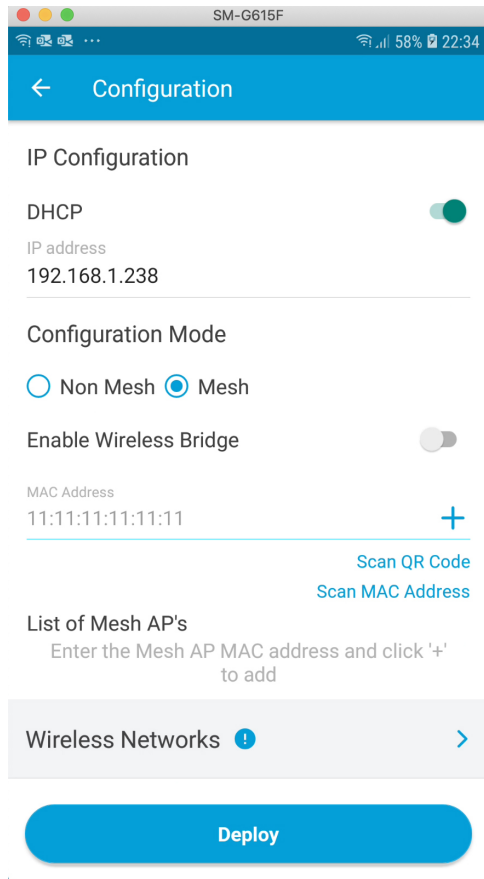 SM-G615F
58% 22:34
Configuration
IP Configuration
DHCP
IP address
192.168.1.238
Configuration Mode
Non Mesh Mesh
Enable Wireless Bridge
MAC Address
11:11:11:11:11:11
Scan QR Code
Scan MAC Address
List of Mesh AP's
Enter the Mesh AP MAC address and click '+'
to add
Wireless Networks
Deploy